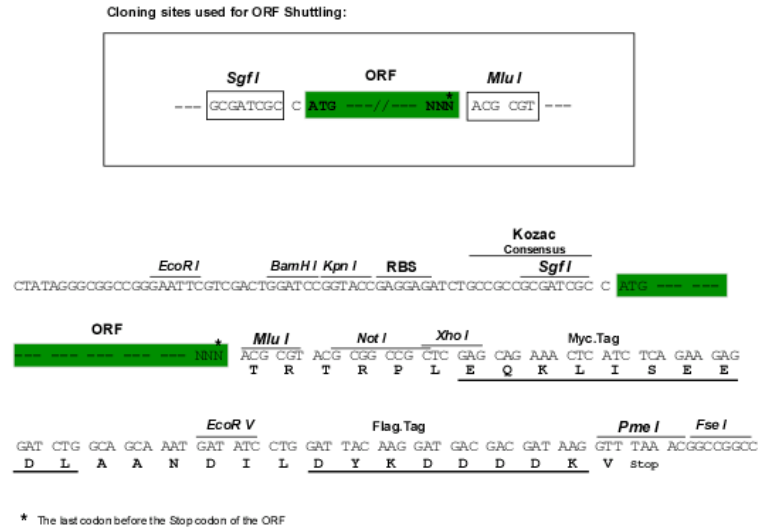 Cloning sites used for ORF Shuttling:
Sgf I ORF Mlu I
--- GCGATCGC C ATG ---//--- NNN* ACG CGT ---
Kozac
Consensus
EcoR I BamH I Kpn I RBS Sgf I
CTATAGGGCGGCCGGGAATTCGTCGACTGGATCCGGTACCGAGGAGATCTGCCGCCGCGATCGC C ATG --- ---
ORF Mlu I Not I Xho I Myc.Tag
--- --- --- --- --- NNN* ACG CGT ACG CGG CCG CTC GAG CAG AAA CTC ATC TCA GAA GAG
T R T R P L E Q K L I S E E
EcoR V Flag.Tag Pme I Fse I
GAT CTG GCA GCA AAT GAT ATC CTG GAT TAC AAG GAT GAC GAC GAT AAG GTT TAA ACGGCCGGCC
D L A A N D I L D Y K D D D D K V Stop
* The last codon before the Stop codon of the ORF